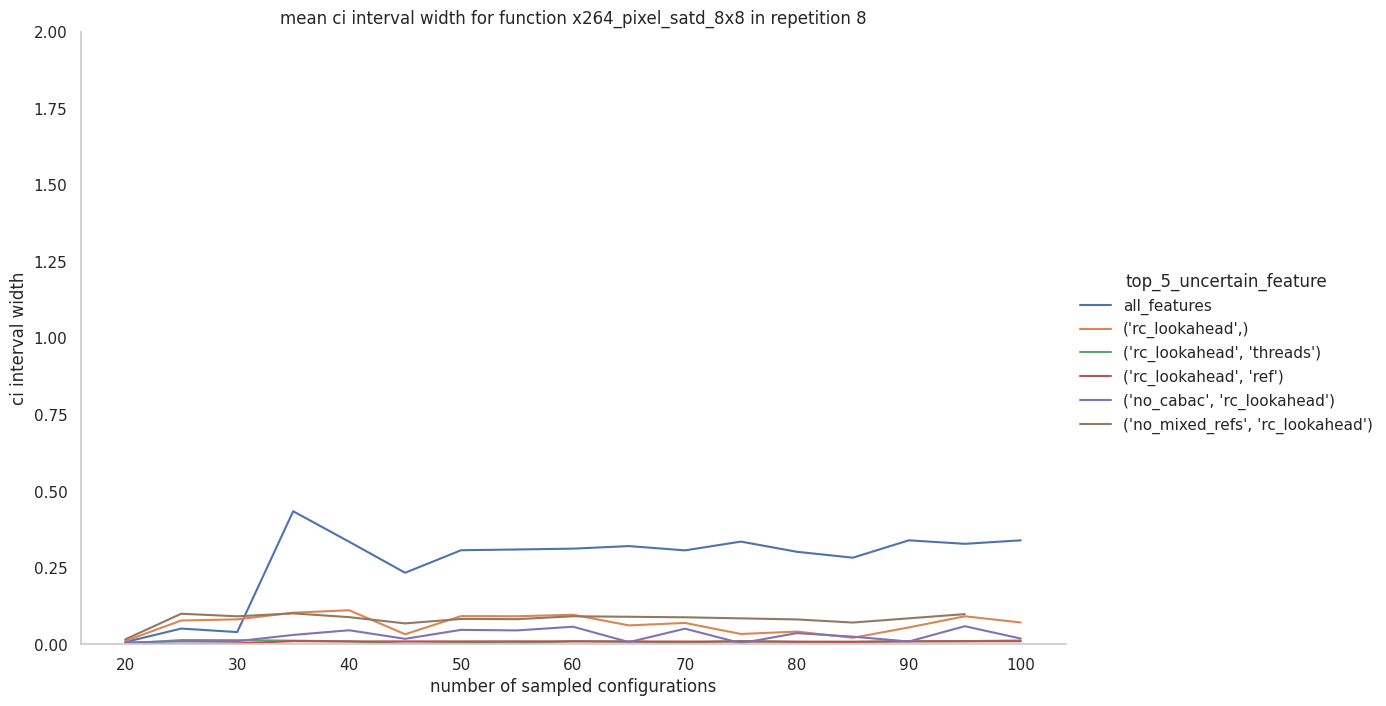 mean ci interval width for function x264_pixel_satd_8x8 in repetition 8
2.00
1.75
1.50
1.25
1.00
0.75
0.50
0.25
0.00
ci interval width
20 30 40 50 60 70 80 90 100
number of sampled configurations
top_5_uncertain_feature
all_features
('rc_lookahead',)
('rc_lookahead', 'threads')
('rc_lookahead', 'ref')
('no_cabac', 'rc_lookahead')
('no_mixed_refs', 'rc_lookahead')